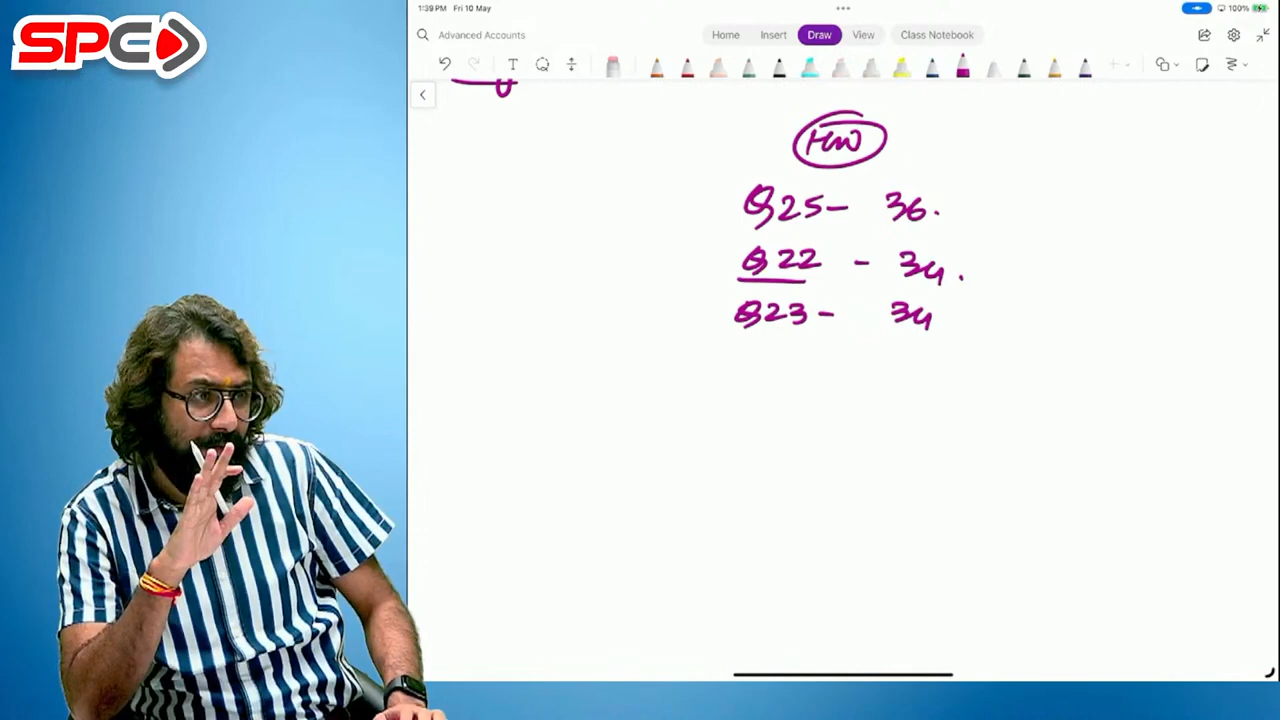 SPC
1:39 PM Fri 10 May
100%
Advanced Accounts
Home Insert Draw View Class Notebook
HW
Q25 - 36.
Q22 - 34.
Q23 - 34